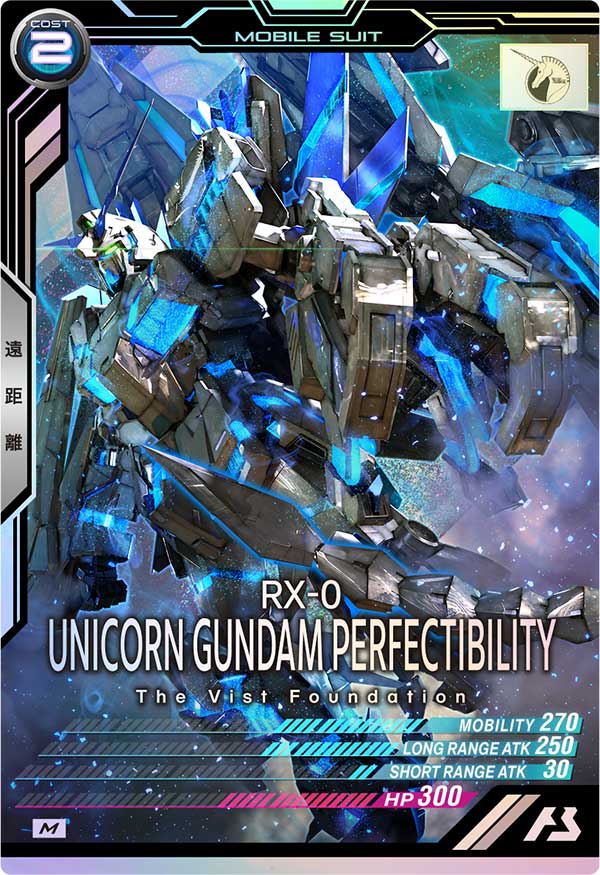 COST
2
MOBILE SUIT
遠距離
RX-0
UNICORN GUNDAM PERFECTIBILITY
The Vist Foundation
MOBILITY 270
LONG RANGE ATK 250
SHORT RANGE ATK 30
HP 300
M